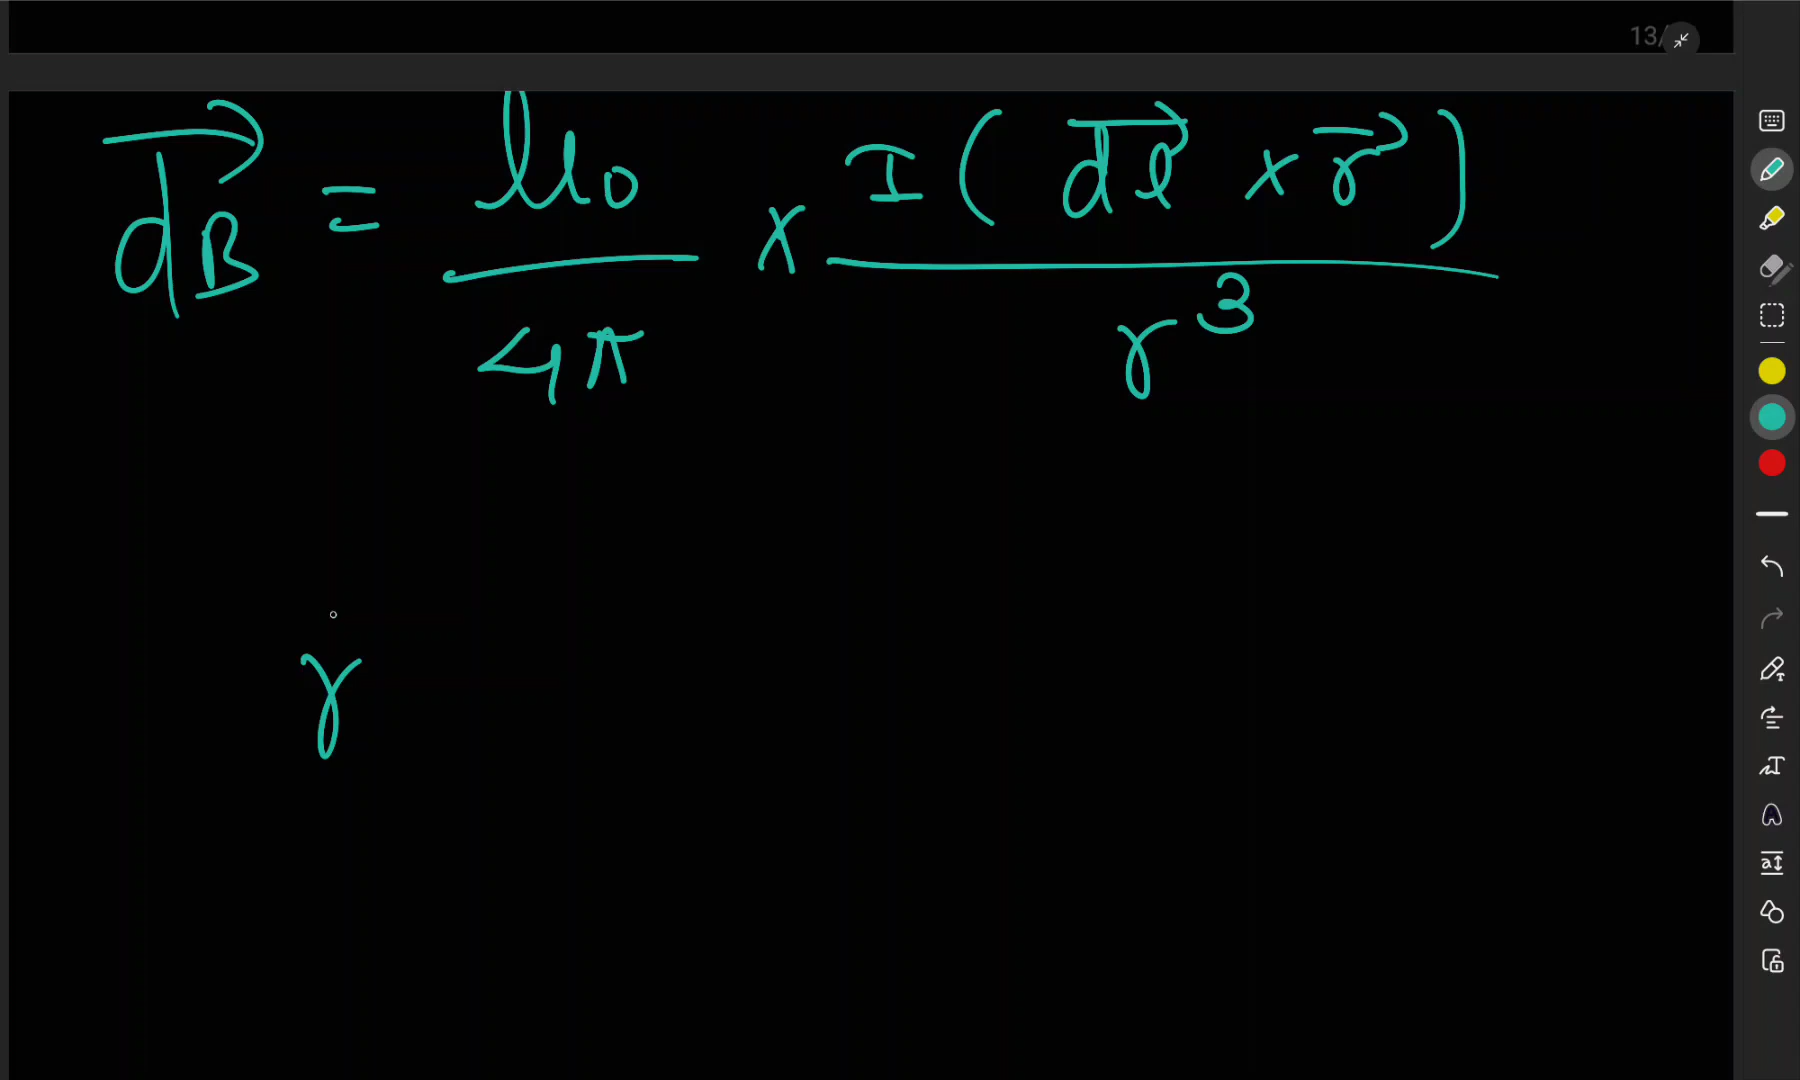 13/
dB⃗ = μ₀/4π × I(dl⃗ × r⃗)/r³
r